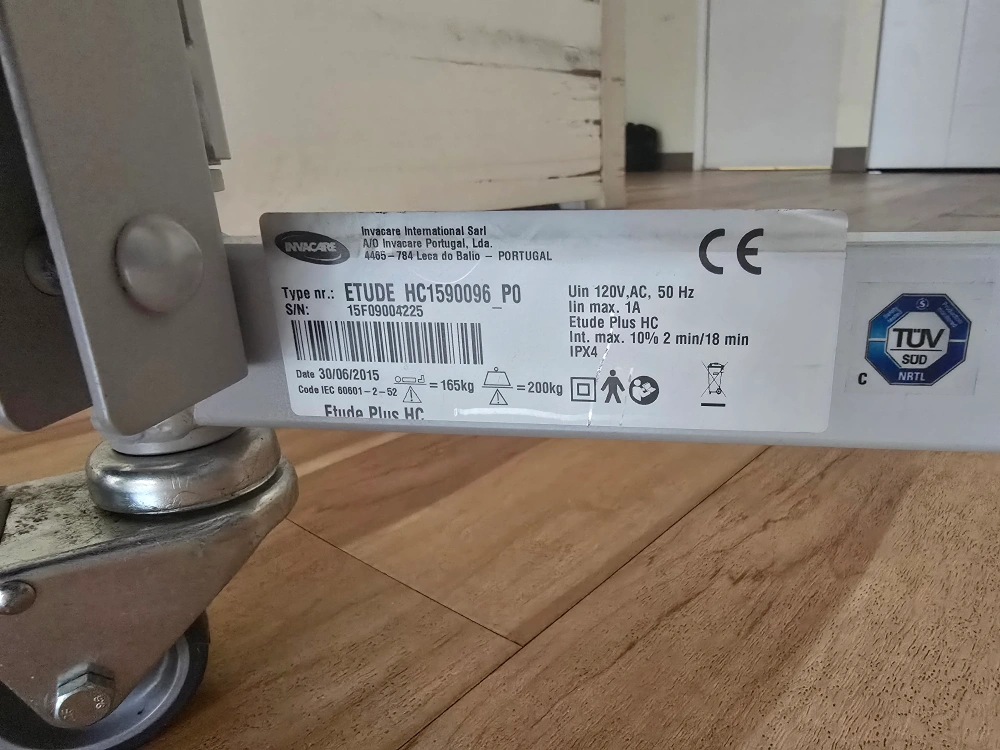 INVACARE
Invacare International Sarl
A/O Invacare Portugal, Lda.
4465-784 Leca do Balio - PORTUGAL
CE
Type nr.: ETUDE HC1590096_P0
S/N: 15F09004225
Uin 120V,AC, 50 Hz
Iin max. 1A
Etude Plus HC
Int. max. 10% 2 min/18 min
IPX4
Date 30/06/2015
Code IEC 60601-2-52
= 165kg
= 200kg
Etude Plus HC
TÜV
SÜD
NRTL
C